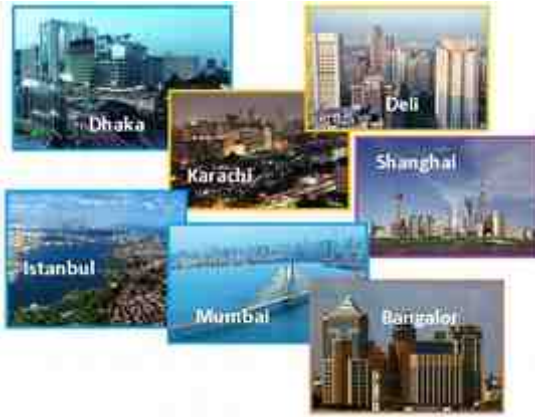 Dhaka
Deli
Karachi
Shanghai
Istanbul
Mumbai
Bangalor